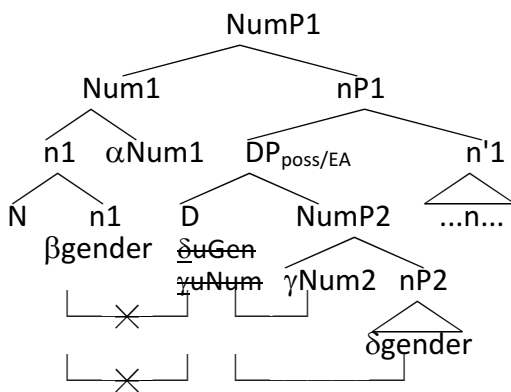 NumP1
Num1 nP1
n1 αNum1 DPposs/EA n'1
N n1 D NumP2 ...n...
βgender δuGen
γuNum γNum2 nP2
δgender